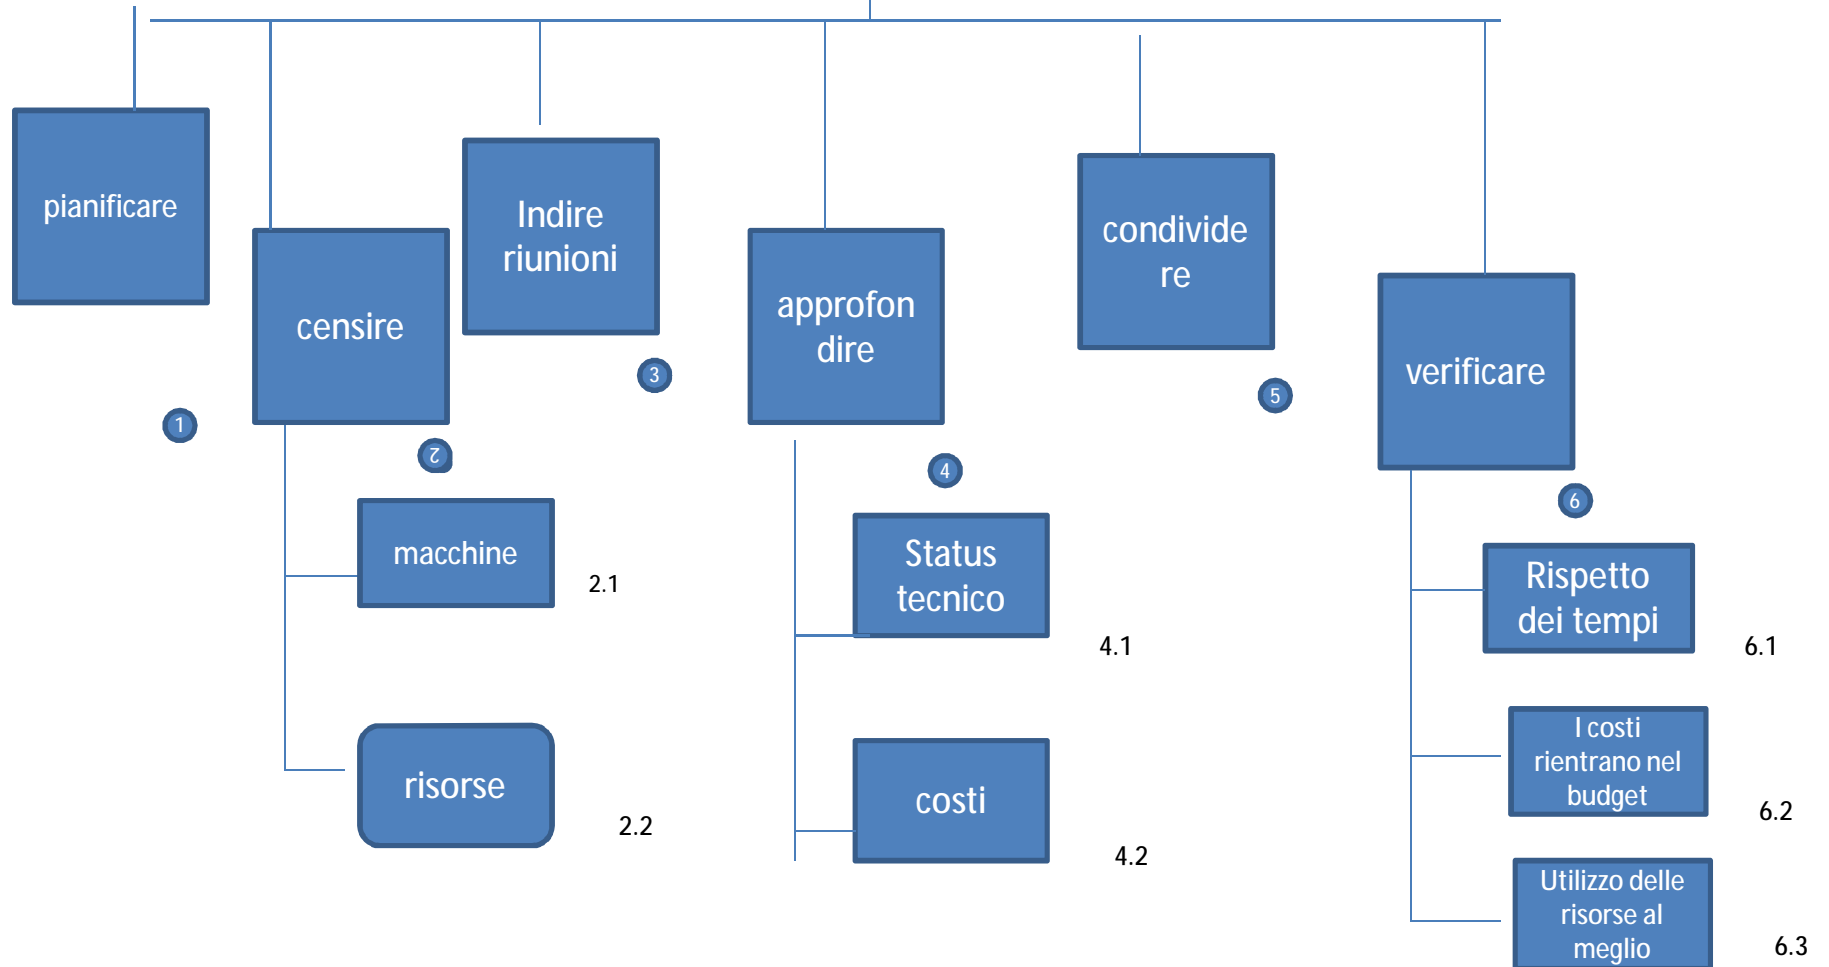 pianificare
1
censire
2
macchine
2.1
risorse
2.2
Indire
riunioni
3
approfon
dire
4
Status
tecnico
4.1
costi
4.2
condivide
re
5
verificare
6
Rispetto
dei tempi
6.1
I costi
rientrano nel
budget
6.2
Utilizzo delle
risorse al
meglio
6.3